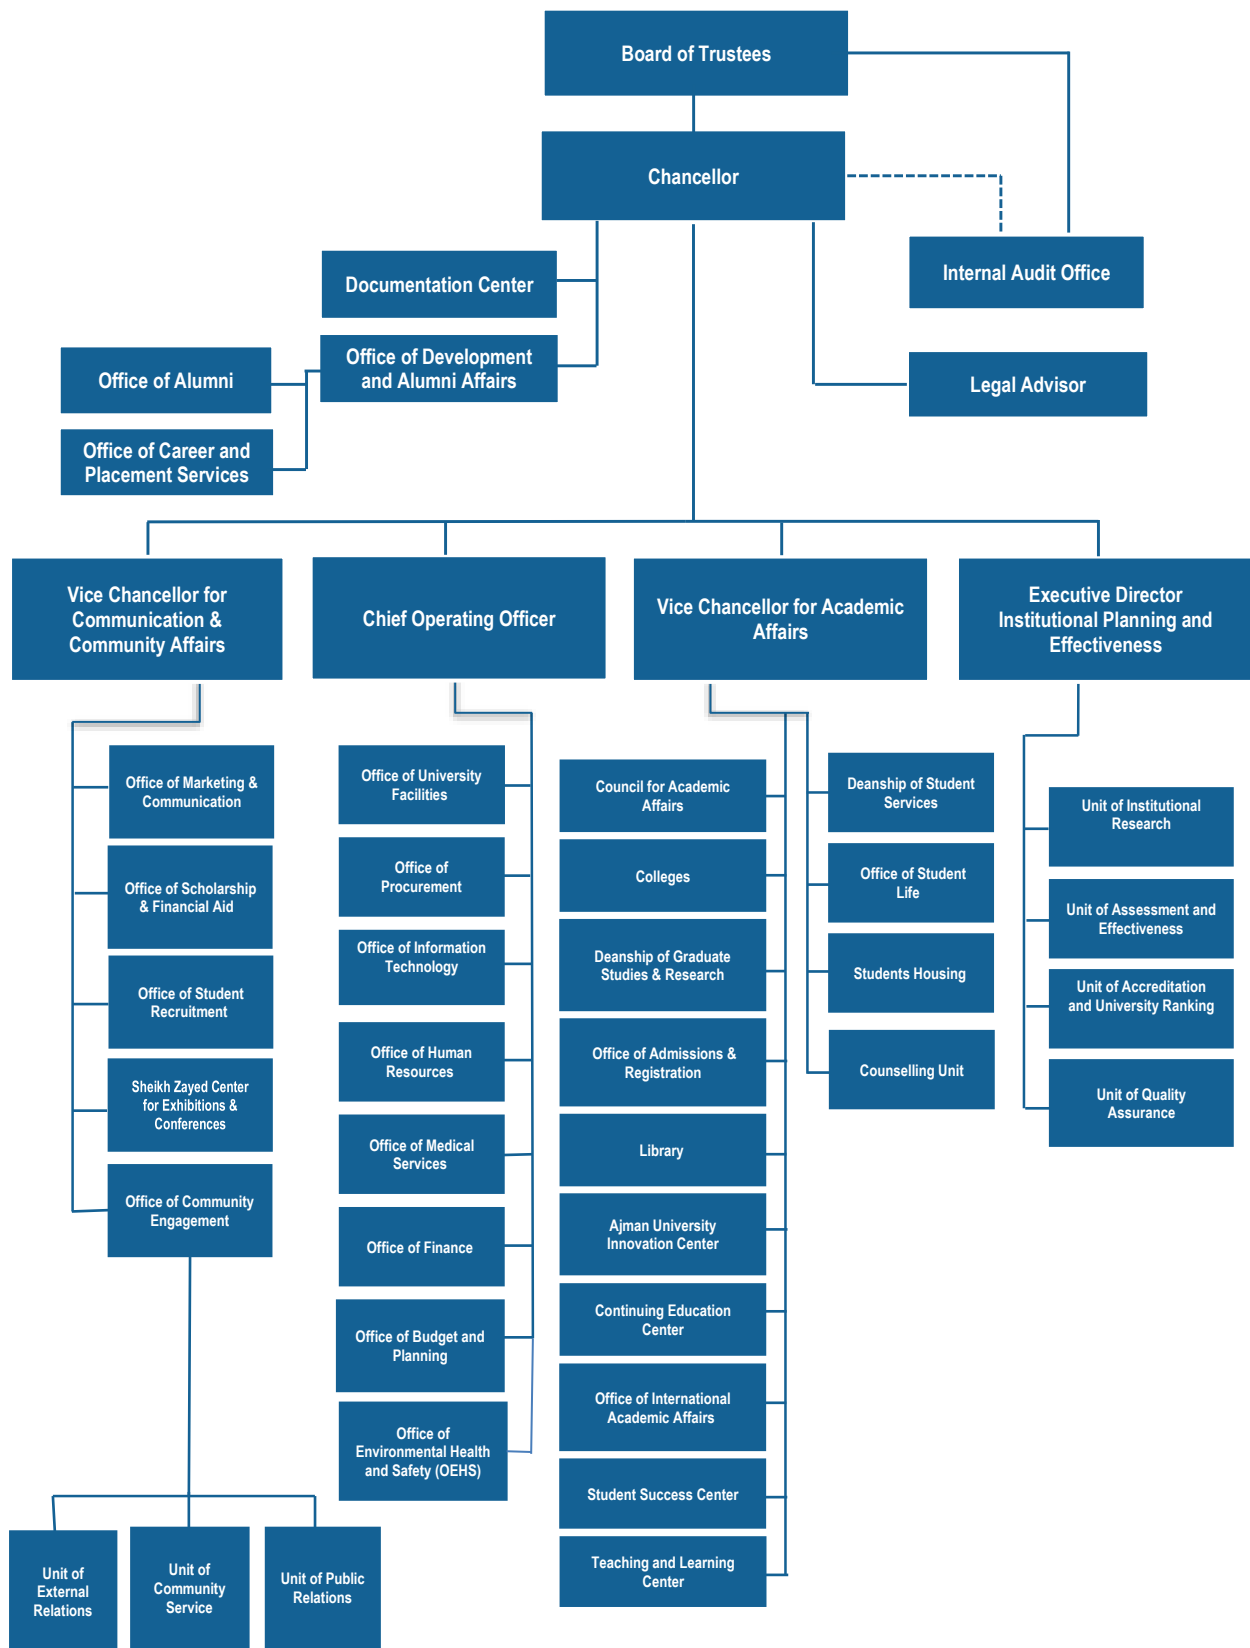 Board of Trustees
Chancellor
Internal Audit Office
Documentation Center
Office of Development
and Alumni Affairs
Legal Advisor
Office of Alumni
Office of Career and
Placement Services
Vice Chancellor for
Communication &
Community Affairs
Chief Operating Officer
Vice Chancellor for Academic
Affairs
Executive Director
Institutional Planning and
Effectiveness
Office of Marketing &
Communication
Office of Scholarship
& Financial Aid
Office of Student
Recruitment
Sheikh Zayed Center
for Exhibitions &
Conferences
Office of Community
Engagement
Unit of
External
Relations
Unit of
Community
Service
Unit of Public
Relations
Office of University
Facilities
Office of
Procurement
Office of Information
Technology
Office of Human
Resources
Office of Medical
Services
Office of Finance
Office of Budget and
Planning
Office of
Environmental Health
and Safety (OEHS)
Council for Academic
Affairs
Colleges
Deanship of Graduate
Studies & Research
Office of Admissions &
Registration
Library
Ajman University
Innovation Center
Continuing Education
Center
Office of International
Academic Affairs
Student Success Center
Teaching and Learning
Center
Deanship of Student
Services
Office of Student
Life
Students Housing
Counselling Unit
Unit of Institutional
Research
Unit of Assessment and
Effectiveness
Unit of Accreditation
and University Ranking
Unit of Quality
Assurance